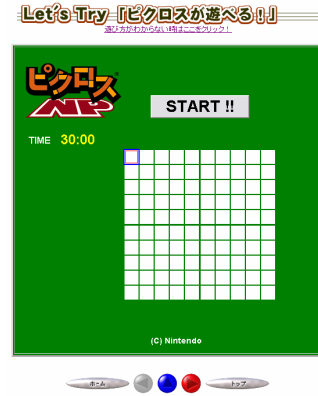 Let's Try 『ピクロスが遊べる！』
遊び方がわからない時はここをクリック！
ピクロス
NP
START !!
TIME 30:00
(C) Nintendo
ホーム トップ